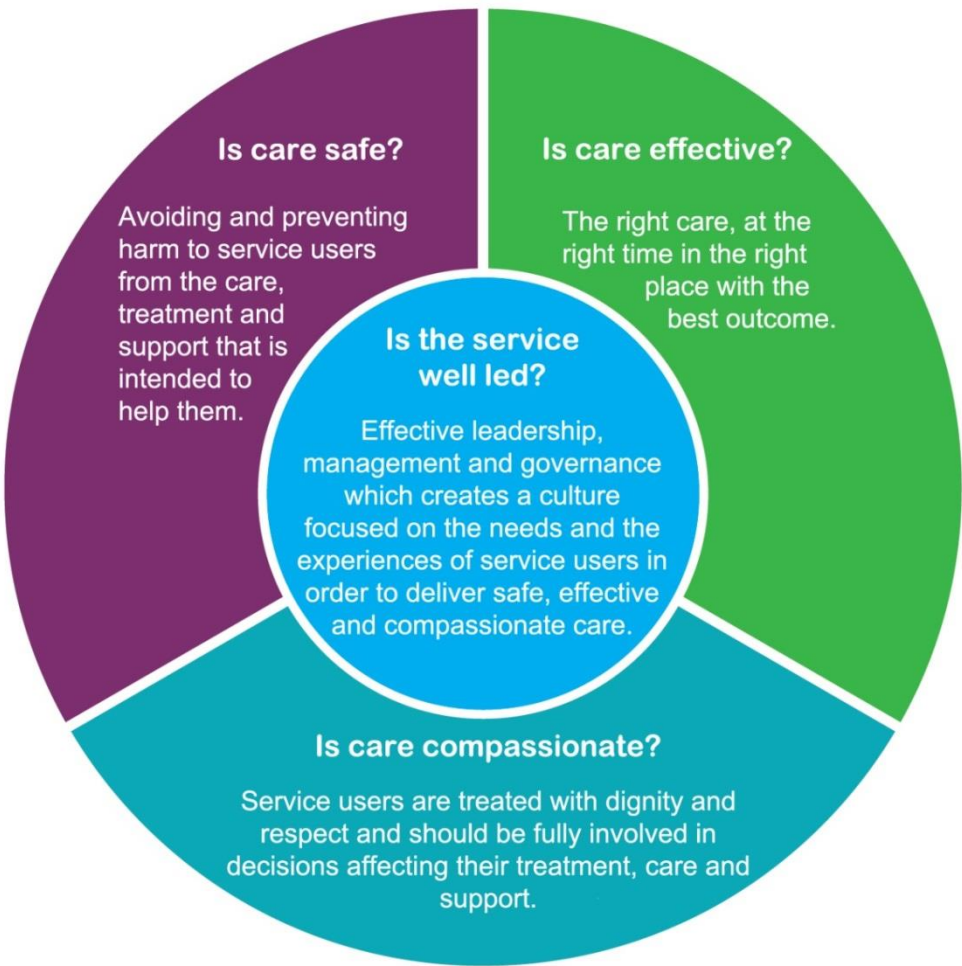 Is care safe?
Avoiding and preventing
harm to service users
from the care,
treatment and
support that is
intended to
help them.
Is care effective?
The right care, at the
right time in the right
place with the
best outcome.
Is the service
well led?
Effective leadership,
management and governance
which creates a culture
focused on the needs and the
experiences of service users in
order to deliver safe, effective
and compassionate care.
Is care compassionate?
Service users are treated with dignity and
respect and should be fully involved in
decisions affecting their treatment, care and
support.